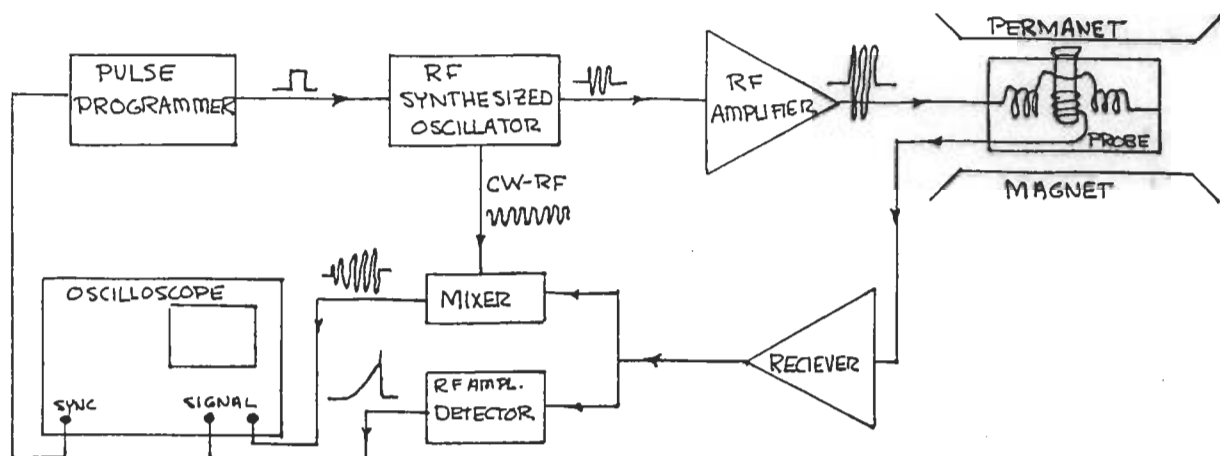 PERMANET
PULSE
PROGRAMMER
RF
SYNTHESIZED
OSCILLATOR
RF
AMPLIFIER
PROBE
MAGNET
CW-RF
OSCILLOSCOPE
MIXER
RECIEVER
RF AMPL.
DETECTOR
SYNC
SIGNAL